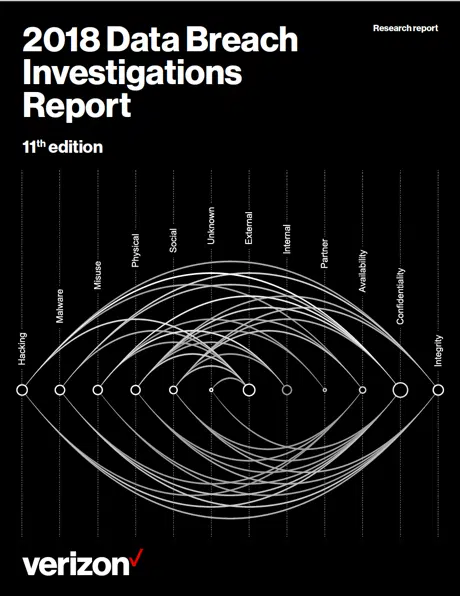 2018 Data Breach
Investigations
Report
Research report
11th edition
Hacking
Malware
Misuse
Physical
Social
Unknown
External
Internal
Partner
Availability
Confidentiality
Integrity
verizon✓